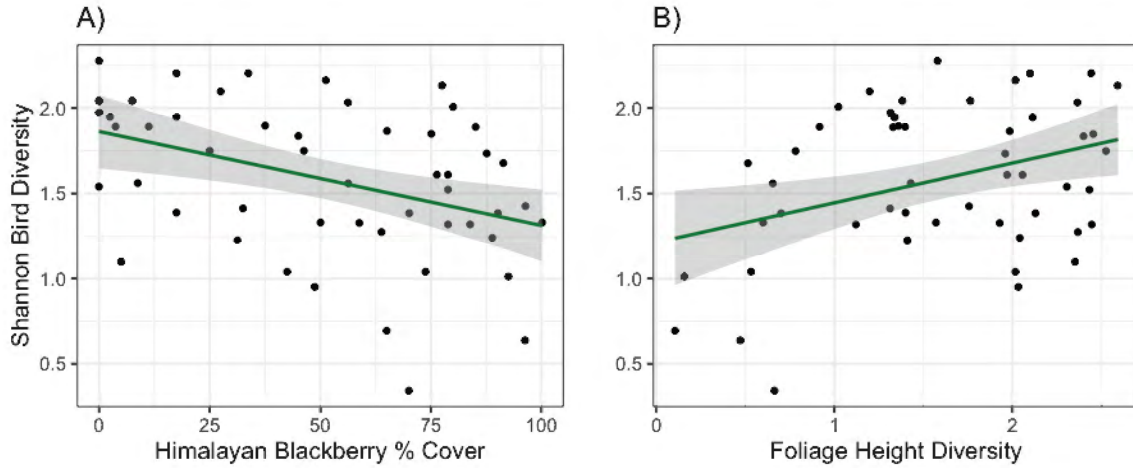 A)
B)
Shannon Bird Diversity
2.0
1.5
1.0
0.5
0 25 50 75 100
Himalayan Blackberry % Cover
2.0
1.5
1.0
0.5
0 1 2
Foliage Height Diversity